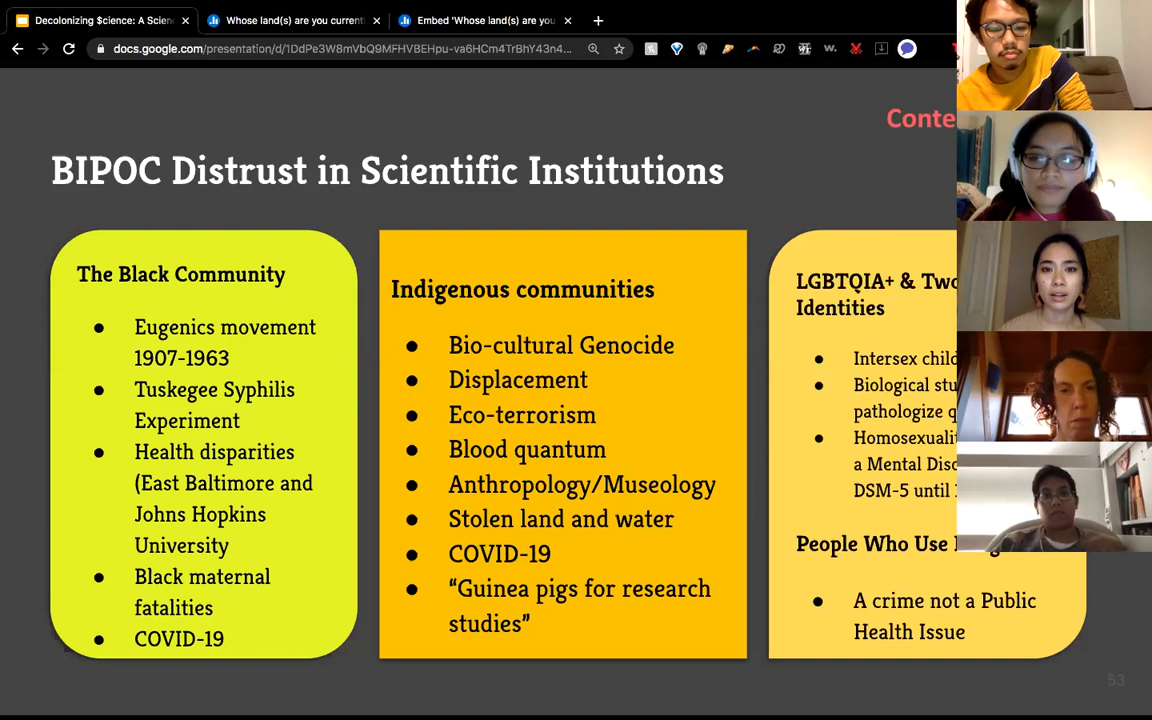 Decolonizing $cience: A Scien
Whose land(s) are you current
Embed 'Whose land(s) are you
docs.google.com/presentation/d/1DdPe3W8mVbQ9MFHVBEHpu-va6HCm4TrBhY43n4...
Conte
BIPOC Distrust in Scientific Institutions
The Black Community
● Eugenics movement
1907-1963
● Tuskegee Syphilis
Experiment
● Health disparities
(East Baltimore and
Johns Hopkins
University
● Black maternal
fatalities
● COVID-19
Indigenous communities
● Bio-cultural Genocide
● Displacement
● Eco-terrorism
● Blood quantum
● Anthropology/Museology
● Stolen land and water
● COVID-19
● “Guinea pigs for research
studies”
LGBTQIA+ & Two
Identities
● Intersex child
● Biological stu
pathologize q
● Homosexualit
a Mental Diso
DSM-5 until
People Who Use
● A crime not a Public
Health Issue
53